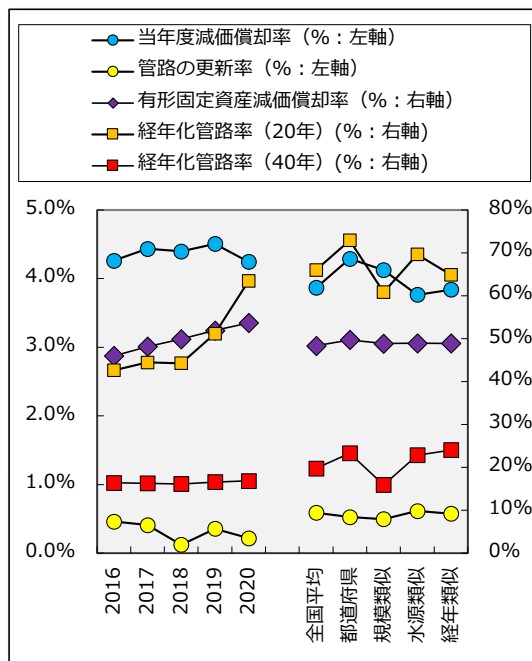 当年度減価償却率（%：左軸）
管路の更新率（%：左軸）
有形固定資産減価償却率（%：右軸）
経年化管路率（20年）(%：右軸)
経年化管路率（40年）(%：右軸)
5.0%
4.0%
3.0%
2.0%
1.0%
0.0%
80%
70%
60%
50%
40%
30%
20%
10%
0%
2016
2017
2018
2019
2020
全国平均
都道府県
規模類似
水源類似
経年類似